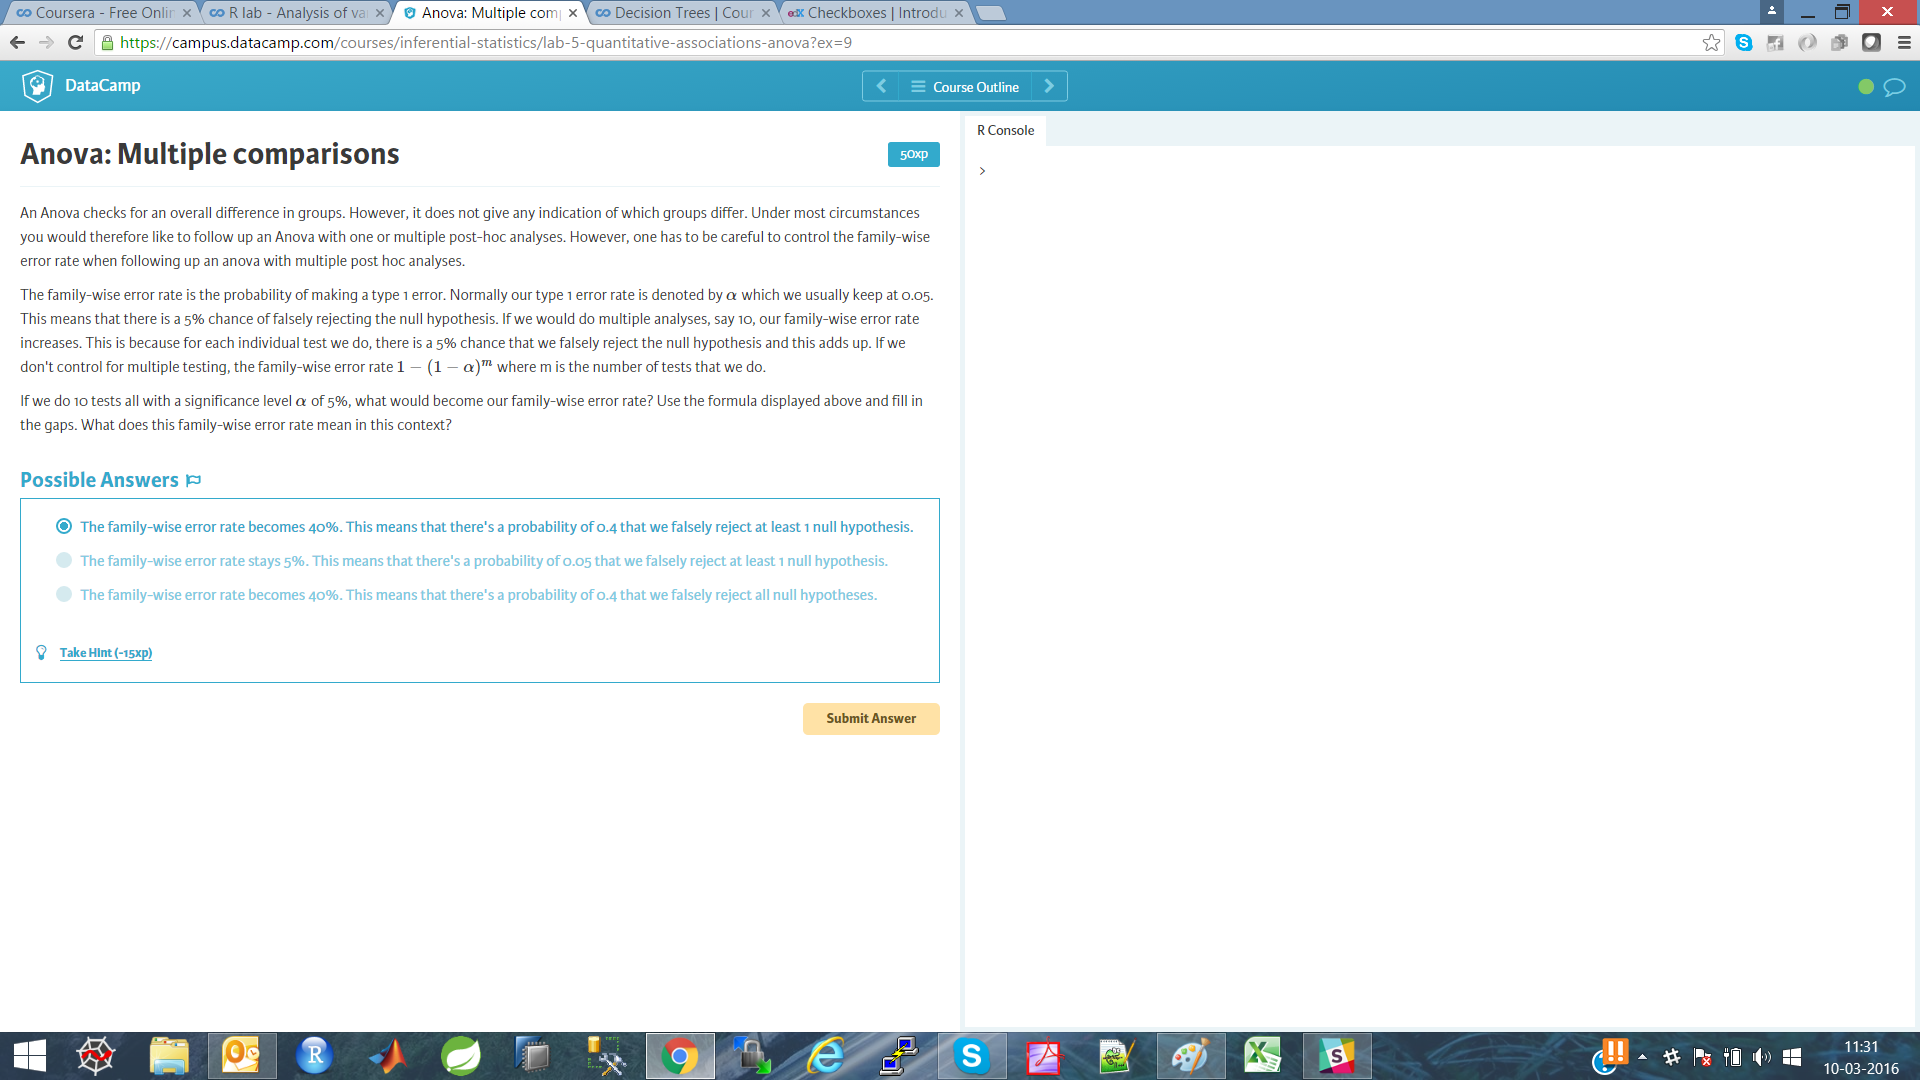 Coursera - Free Onlin
R lab - Analysis of va
Anova: Multiple com
Decision Trees | Cour
edX Checkboxes | Introdu
https://campus.datacamp.com/courses/inferential-statistics/lab-5-quantitative-associations-anova?ex=9
DataCamp
Course Outline
R Console
>
Anova: Multiple comparisons
50xp
An Anova checks for an overall difference in groups. However, it does not give any indication of which groups differ. Under most circumstances
you would therefore like to follow up an Anova with one or multiple post-hoc analyses. However, one has to be careful to control the family-wise
error rate when following up an anova with multiple post hoc analyses.
The family-wise error rate is the probability of making a type 1 error. Normally our type 1 error rate is denoted by α which we usually keep at 0.05.
This means that there is a 5% chance of falsely rejecting the null hypothesis. If we would do multiple analyses, say 10, our family-wise error rate
increases. This is because for each individual test we do, there is a 5% chance that we falsely reject the null hypothesis and this adds up. If we
don't control for multiple testing, the family-wise error rate 1 − (1 − α)^m where m is the number of tests that we do.
If we do 10 tests all with a significance level α of 5%, what would become our family-wise error rate? Use the formula displayed above and fill in
the gaps. What does this family-wise error rate mean in this context?
Possible Answers
The family-wise error rate becomes 40%. This means that there's a probability of 0.4 that we falsely reject at least 1 null hypothesis.
The family-wise error rate stays 5%. This means that there's a probability of 0.05 that we falsely reject at least 1 null hypothesis.
The family-wise error rate becomes 40%. This means that there's a probability of 0.4 that we falsely reject all null hypotheses.
Take Hint (-15xp)
Submit Answer
11:31
10-03-2016